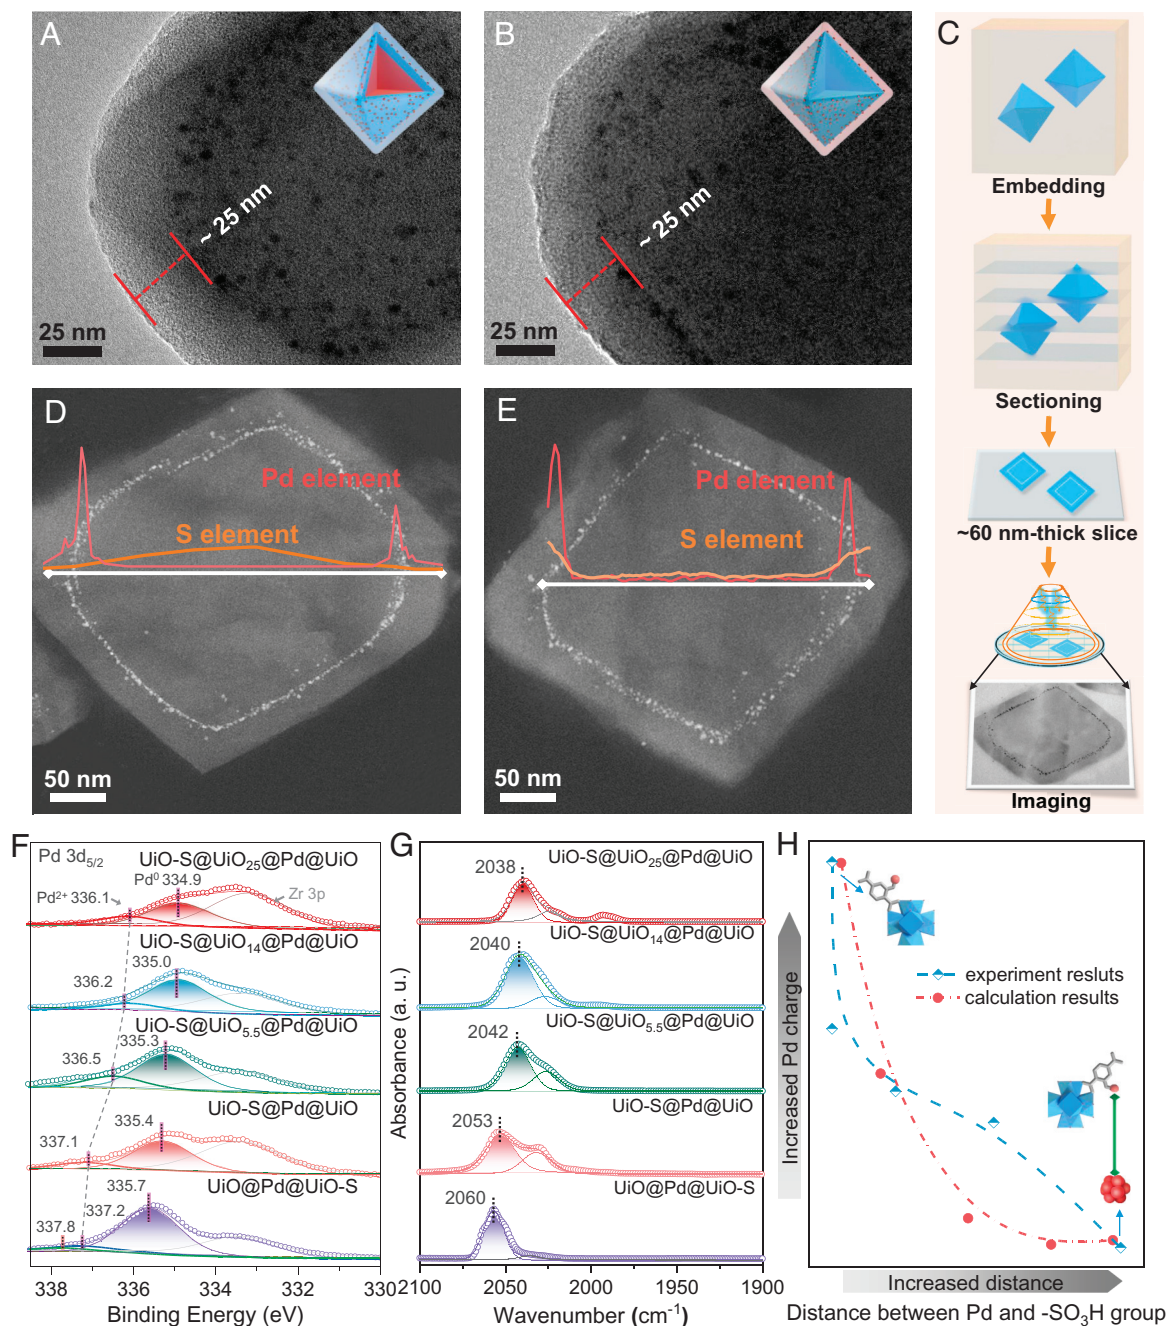 A
~ 25 nm
25 nm
B
~ 25 nm
25 nm
C
Embedding
Sectioning
~60 nm-thick slice
Imaging
D
Pd element
S element
50 nm
E
Pd element
S element
50 nm
F
Pd 3d5/2
UiO-S@UiO25@Pd@UiO
Pd2+ 336.1
Pd0 334.9
Zr 3p
UiO-S@UiO14@Pd@UiO
336.2
335.0
UiO-S@UiO5.5@Pd@UiO
336.5
335.3
UiO-S@Pd@UiO
337.1
335.4
UiO@Pd@UiO-S
337.8
337.2
335.7
338 336 334 332 330
Binding Energy (eV)
G
Absorbance (a. u.)
2038
UiO-S@UiO25@Pd@UiO
2040
UiO-S@UiO14@Pd@UiO
2042
UiO-S@UiO5.5@Pd@UiO
2053
UiO-S@Pd@UiO
2060
UiO@Pd@UiO-S
2100 2050 2000 1950 1900
Wavenumber (cm-1)
H
Increased Pd charge
experiment resluts
calculation results
Increased distance
Distance between Pd and -SO3H group